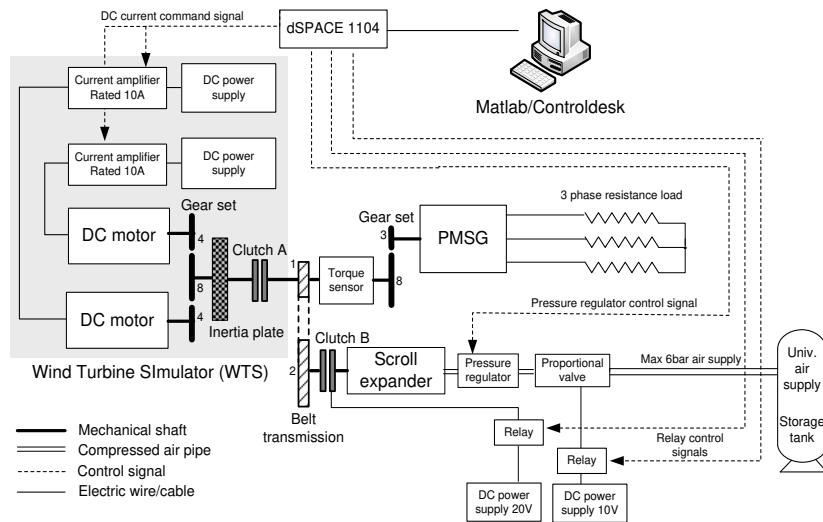 DC current command signal
dSPACE 1104
Matlab/Controldesk
Current amplifier
Rated 10A
DC power
supply
Current amplifier
Rated 10A
DC power
supply
Gear set
DC motor
4
8
4
Clutch A
DC motor
Inertia plate
Wind Turbine SImulator (WTS)
1
Torque
sensor
Gear set
3
8
PMSG
3 phase resistance load
Pressure regulator control signal
2
Clutch B
Belt
transmission
Scroll
expander
Pressure
regulator
Proportional
valve
Max 6bar air supply
Univ.
air
supply
Storage
tank
Relay
Relay
Relay control
signals
DC power
supply 20V
DC power
supply 10V
Mechanical shaft
Compressed air pipe
Control signal
Electric wire/cable